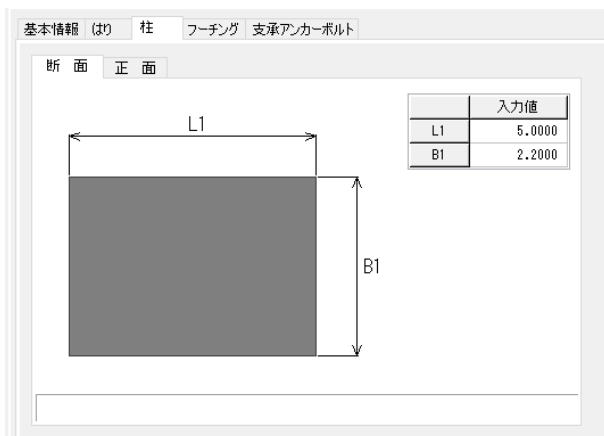 基本情報 はり 柱 フーチング 支承アンカーボルト
断 面 正 面
入力値
L1 5.0000
B1 2.2000
L1
B1